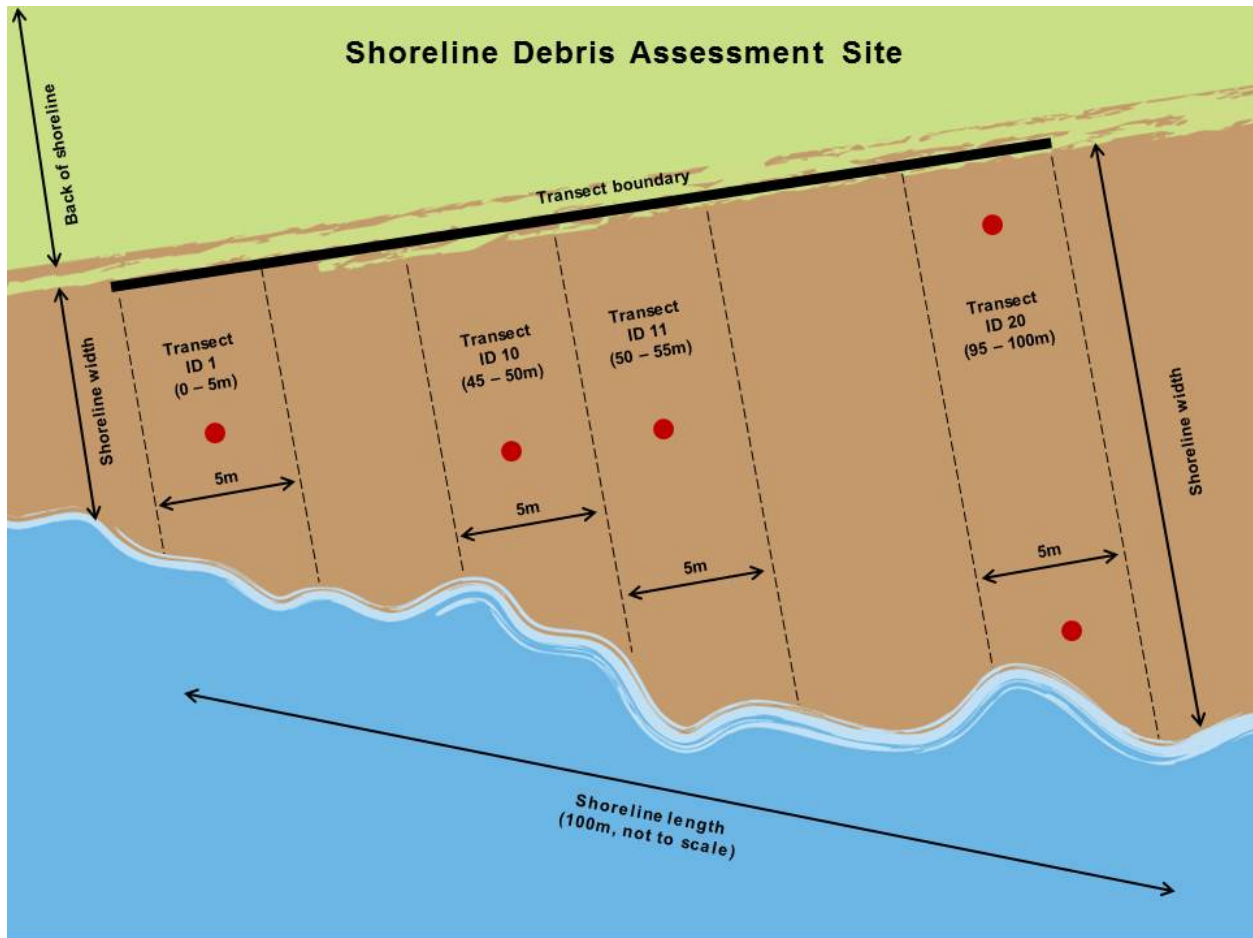 Shoreline Debris Assessment Site
Back of shoreline
Transect boundary
Shoreline width
Transect
ID 1
(0 – 5m)
5m
Transect
ID 10
(45 – 50m)
5m
Transect
ID 11
(50 – 55m)
5m
Transect
ID 20
(95 – 100m)
5m
Shoreline width
Shoreline length
(100m, not to scale)